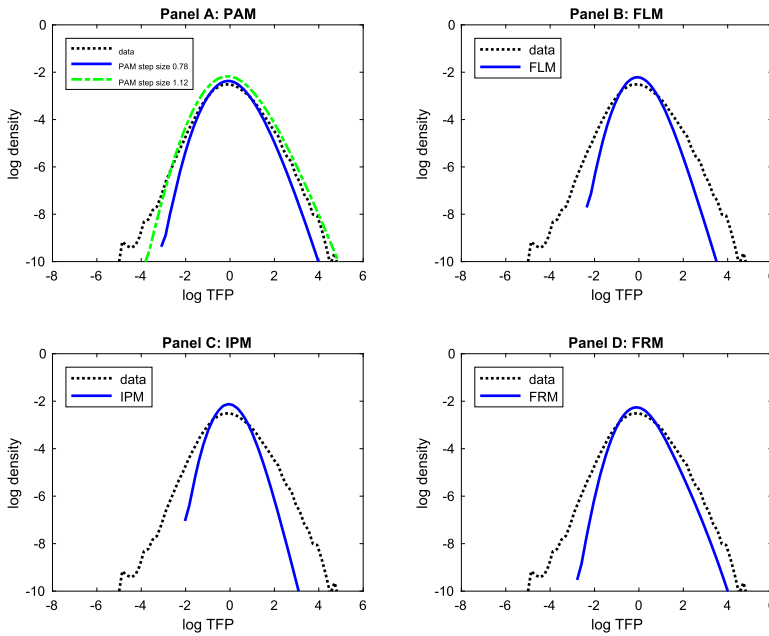 Panel A: PAM
Panel B: FLM
0
-2
-4
-6
-8
-10
log density
data
PAM step size 0.78
PAM step size 1.12
-8 -6 -4 -2 0 2 4 6
log TFP
0
-2
-4
-6
-8
-10
log density
data
FLM
-8 -6 -4 -2 0 2 4 6
log TFP
Panel C: IPM
Panel D: FRM
0
-2
-4
-6
-8
-10
log density
data
IPM
-8 -6 -4 -2 0 2 4 6
log TFP
0
-2
-4
-6
-8
-10
log density
data
FRM
-8 -6 -4 -2 0 2 4 6
log TFP